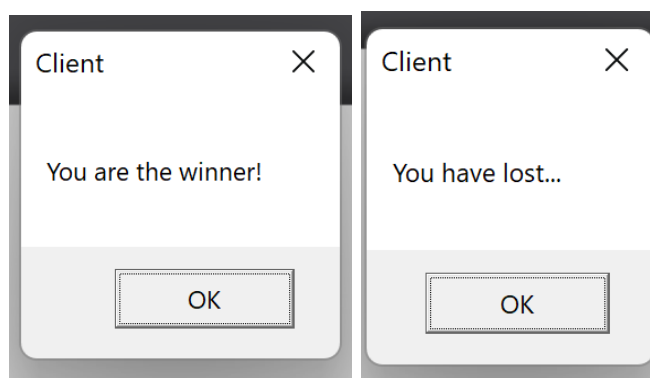 Client
You are the winner!
OK
Client
You have lost...
OK